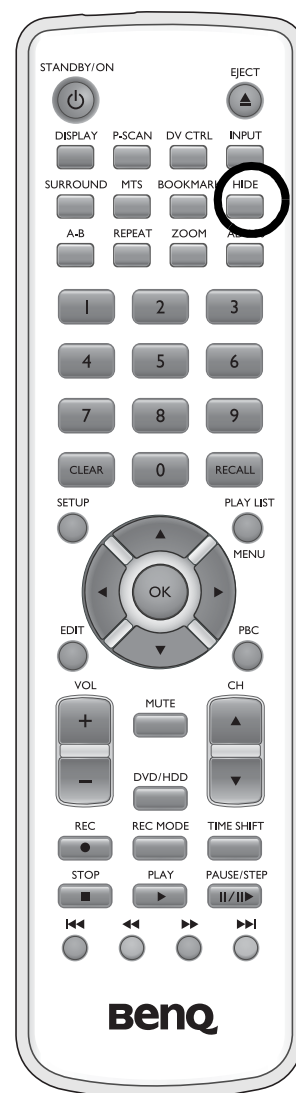 STANDBY/ON EJECT
DISPLAY P-SCAN DV CTRL INPUT
SURROUND MTS BOOKMARK HIDE
A-B REPEAT ZOOM
1 2 3
4 5 6
7 8 9
CLEAR 0 RECALL
SETUP PLAY LIST
OK
MENU
EDIT PBC
VOL CH
MUTE
+
−
DVD/HDD
REC REC MODE TIME SHIFT
STOP PLAY PAUSE/STEP
BenQ